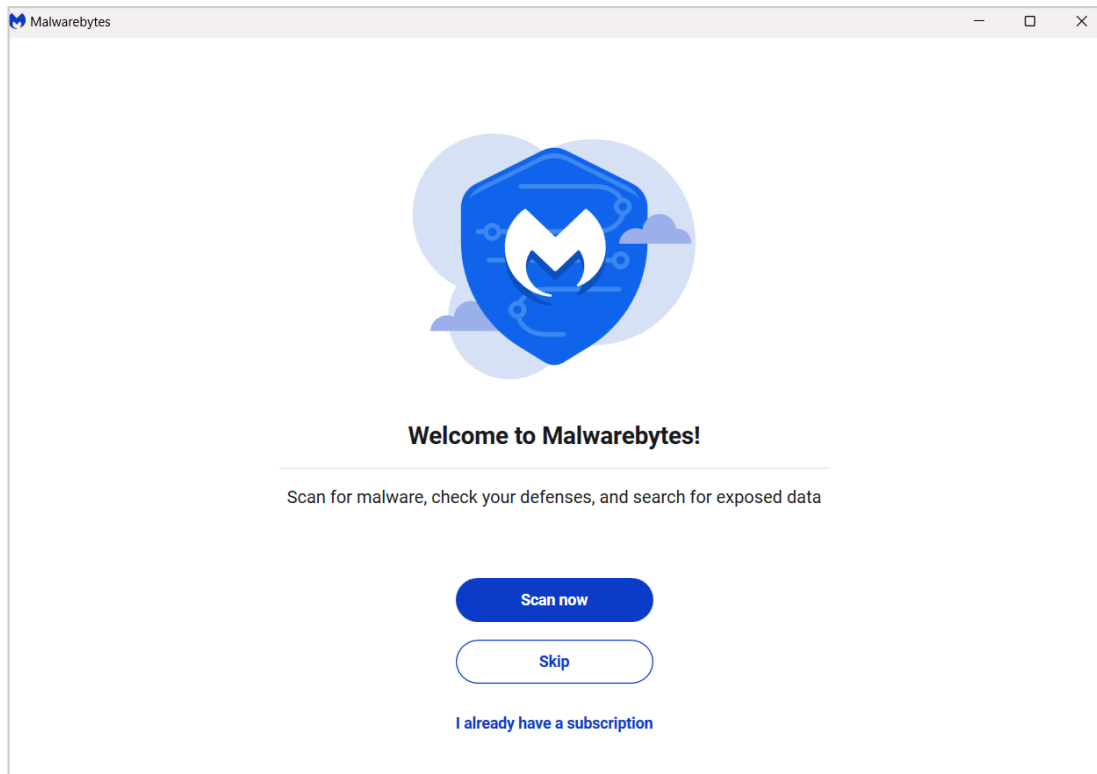 Malwarebytes
Welcome to Malwarebytes!
Scan for malware, check your defenses, and search for exposed data
Scan now
Skip
I already have a subscription